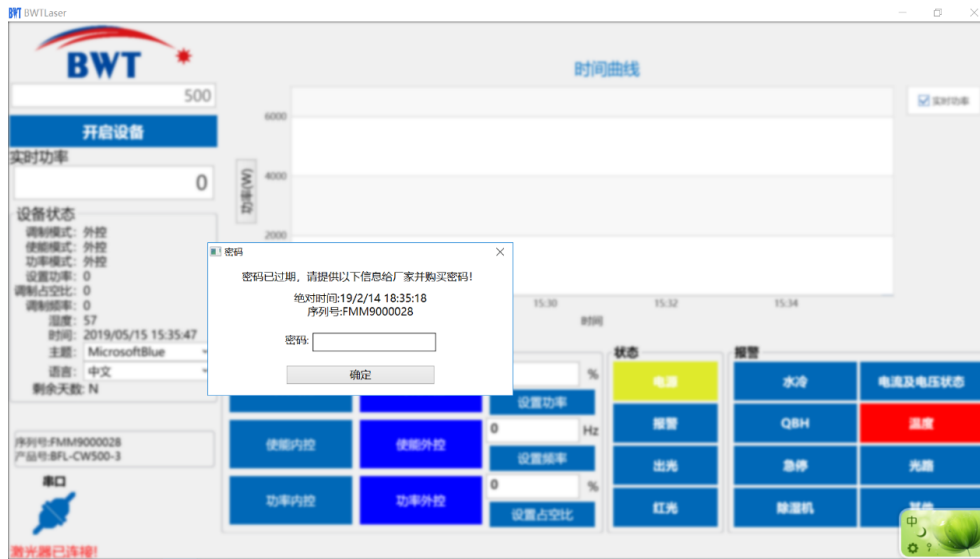 BWT BWTLaser
BWT
500
开启设备
实时功率
0
设备状态
调制模式: 外控
使能模式: 外控
功率模式: 外控
设置功率: 0
调制占空比: 0
调制频率: 0
湿度: 57
时间: 2019/05/15 15:35:47
主题: MicrosoftBlue
语言: 中文
剩余天数: N
序列号:FMM9000028
产品号:BFL-CW500-3
串口
激光器已连接!
时间曲线
实时功率
功率(W)
6000
4000
2000
15:30
15:32
15:34
时间
密码
密码已过期，请提供以下信息给厂家并购买密码!
绝对时间:19/2/14 18:35:18
序列号:FMM9000028
密码:
确定
%
设置功率
使能内控
使能外控
0
Hz
设置频率
功率内控
功率外控
0
%
设置占空比
状态
电源
报警
出光
红光
报警
水冷
电流及电压状态
QBH
温度
急停
光路
除湿机
其他
中
?